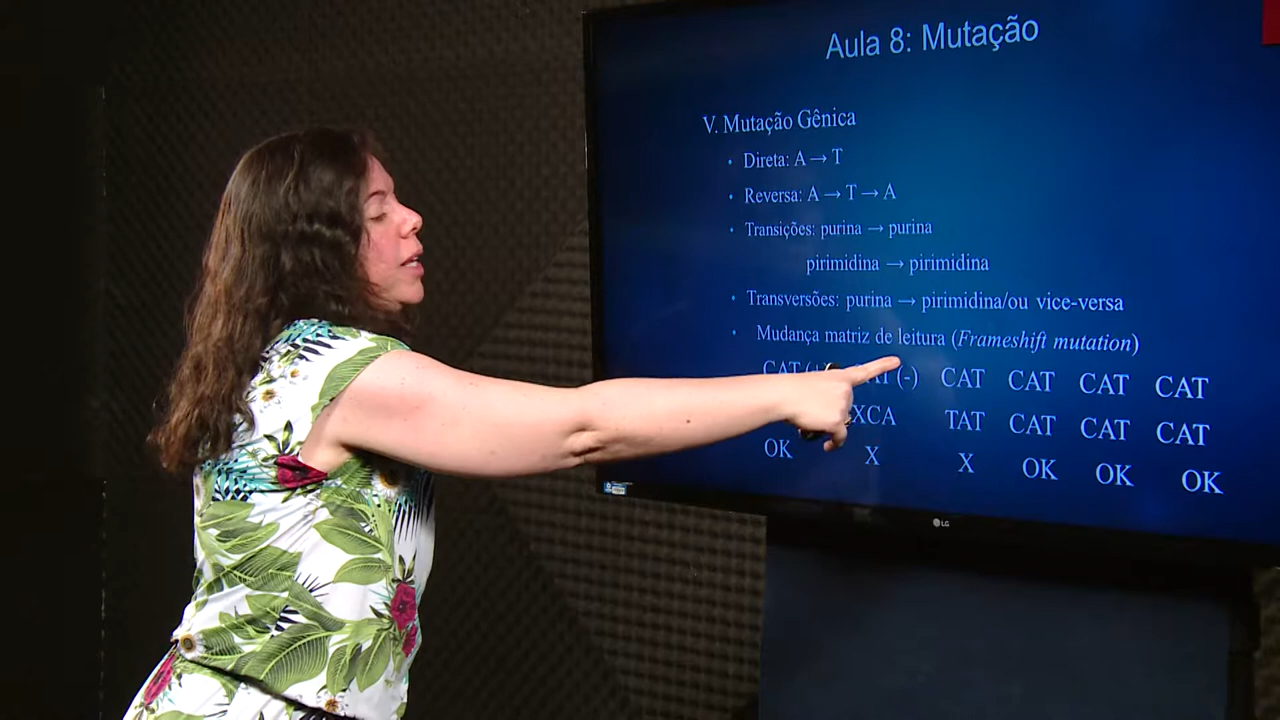 Aula 8: Mutação
V. Mutação Gênica
• Direta: A → T
• Reversa: A → T → A
• Transições: purina → purina
pirimidina → pirimidina
• Transversões: purina → pirimidina/ou vice-versa
• Mudança matriz de leitura (Frameshift mutation)
CAT (-) CAT CAT CAT CAT
XCA TAT CAT CAT CAT
OK X X OK OK OK
LG